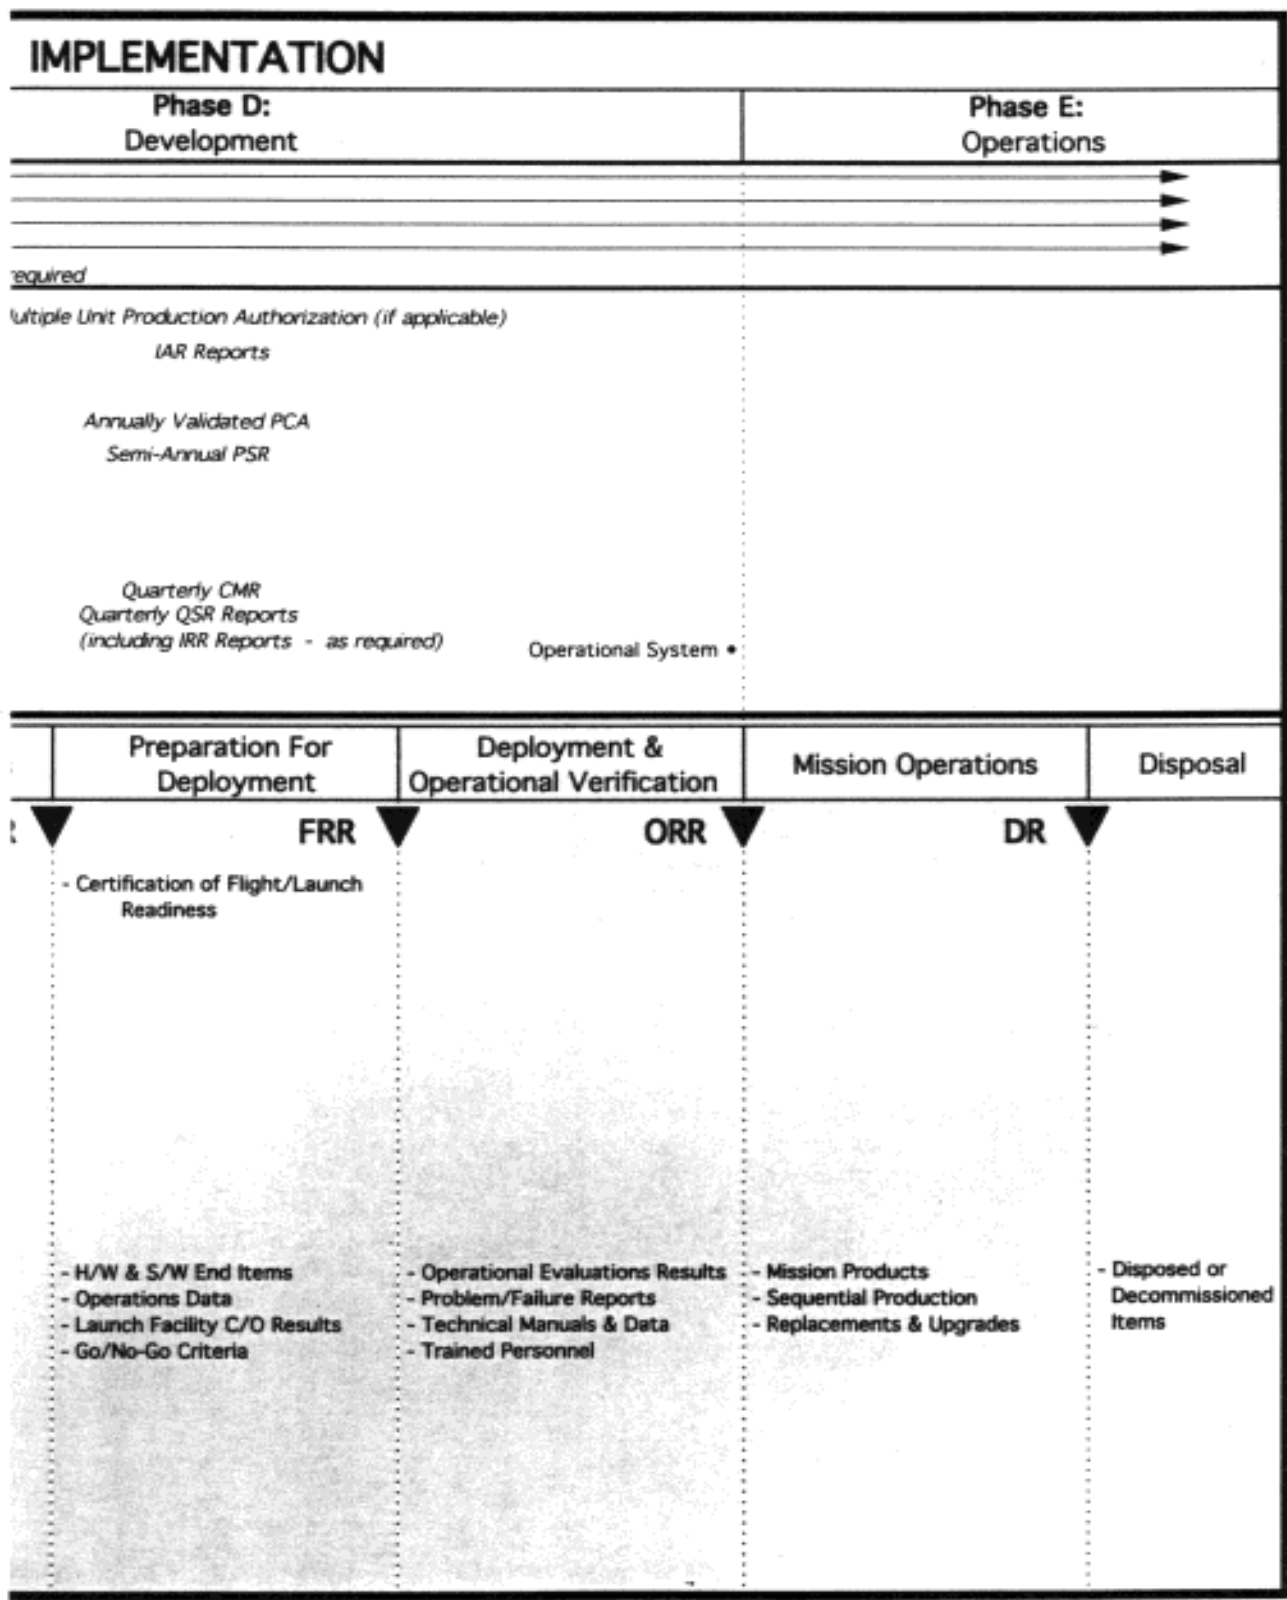 IMPLEMENTATION
Phase D:
Development
Phase E:
Operations
required
Multiple Unit Production Authorization (if applicable)
IAR Reports
Annually Validated PCA
Semi-Annual PSR
Quarterly CMR
Quarterly QSR Reports
(including IRR Reports - as required)
Operational System •
Preparation For
Deployment
Deployment &
Operational Verification
Mission Operations
Disposal
FRR
ORR
DR
- Certification of Flight/Launch
Readiness
- H/W & S/W End Items
- Operations Data
- Launch Facility C/O Results
- Go/No-Go Criteria
- Operational Evaluations Results
- Problem/Failure Reports
- Technical Manuals & Data
- Trained Personnel
- Mission Products
- Sequential Production
- Replacements & Upgrades
- Disposed or
Decommissioned
Items